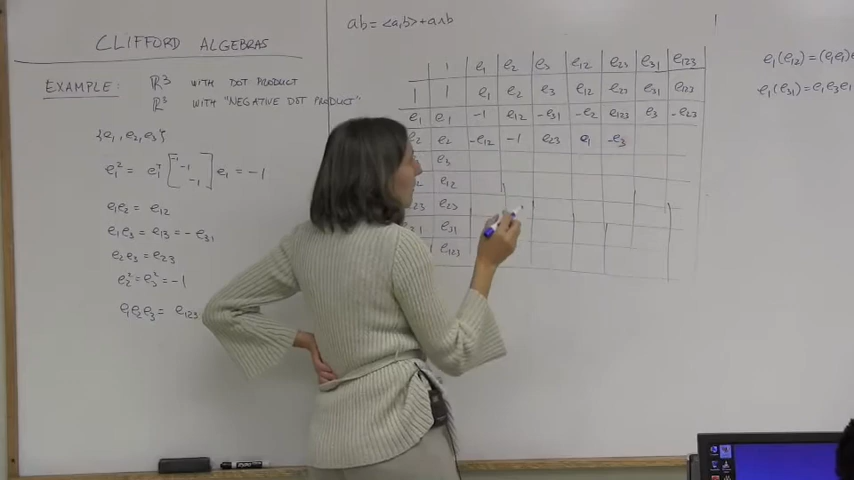 CLIFFORD ALGEBRAS
EXAMPLE: ℝ³ WITH DOT PRODUCT
ℝ³ WITH "NEGATIVE DOT PRODUCT"
{e₁, e₂, e₃}
e₁² = e₁ᵀ [-1 -1 -1] e₁ = -1
e₁e₂ = e₁₂
e₁e₃ = e₁₃ = -e₃₁
e₂e₃ = e₂₃
e₂² = e₃² = -1
e₁e₂e₃ = e₁₂₃
ab = <a,b> + a∧b
1 e₁ e₂ e₃ e₁₂ e₂₃ e₃₁ e₁₂₃
1 1 e₁ e₂ e₃ e₁₂ e₂₃ e₃₁ e₁₂₃
e₁ e₁ -1 e₁₂ -e₃₁ -e₂ e₁₂₃ e₃ -e₂₃
e₂ e₂ -e₁₂ -1 e₂₃ e₁ -e₃
e₃
e₁₂
e₂₃
e₃₁
e₁₂₃
e₁(e₁₂) = (e₁e₁)
e₁(e₃₁) = e₁e₃e₁